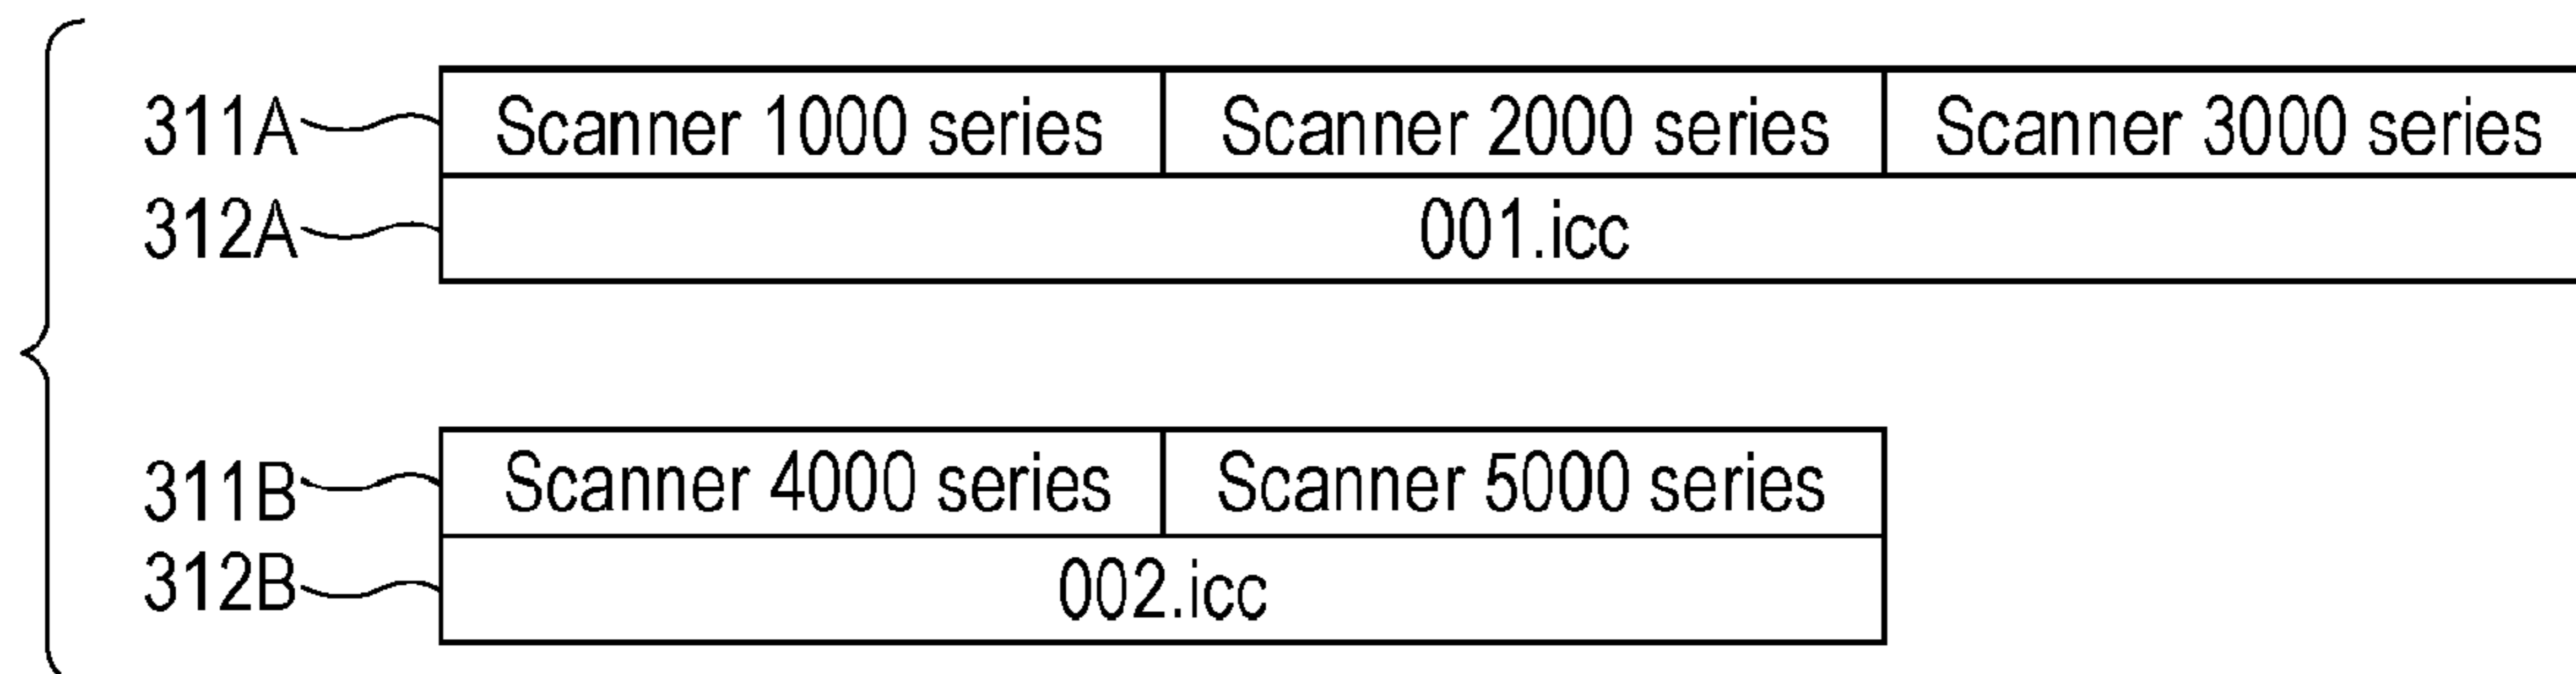 311A Scanner 1000 series Scanner 2000 series Scanner 3000 series
312A 001.icc
311B Scanner 4000 series Scanner 5000 series
312B 002.icc